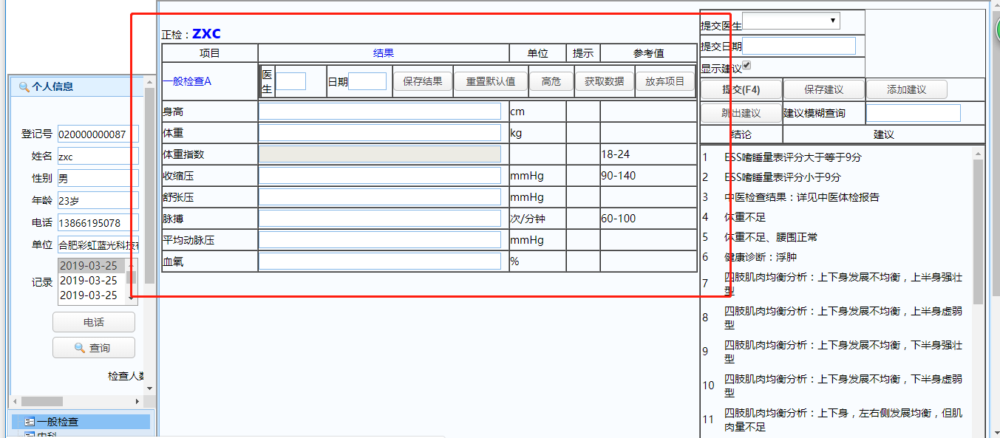 个人信息
登记号 020000000087
姓名 zxc
性别 男
年龄 23岁
电话 13866195078
单位 合肥彩虹蓝光科技
记录 2019-03-25
2019-03-25
2019-03-25
电话
查询
检查人数
一般检查
内科
正检：ZXC
项目 结果 单位 提示 参考值
一般检查A 医生 日期 保存结果 重置默认值 高危 获取数据 放弃项目
身高 cm
体重 kg
体重指数 18-24
收缩压 mmHg 90-140
舒张压 mmHg
脉搏 次/分钟 60-100
平均动脉压 mmHg
血氧 %
提交医生
提交日期
显示建议
提交(F4) 保存建议 添加建议
跳出建议 建议模糊查询
结论 建议
1 ESS嗜睡量表评分大于等于9分
2 ESS嗜睡量表评分小于9分
3 中医检查结果：详见中医体检报告
4 体重不足
5 体重不足、腰围正常
6 健康诊断：浮肿
7 四肢肌肉均衡分析：上下身发展不均衡，上半身强壮
型
8 四肢肌肉均衡分析：上下身发展不均衡，上半身虚弱
型
9 四肢肌肉均衡分析：上下身发展不均衡，下半身强壮
型
10 四肢肌肉均衡分析：上下身发展不均衡，下半身虚弱
型
11 四肢肌肉均衡分析：上下身，左右侧发展均衡，但肌
肉量不足